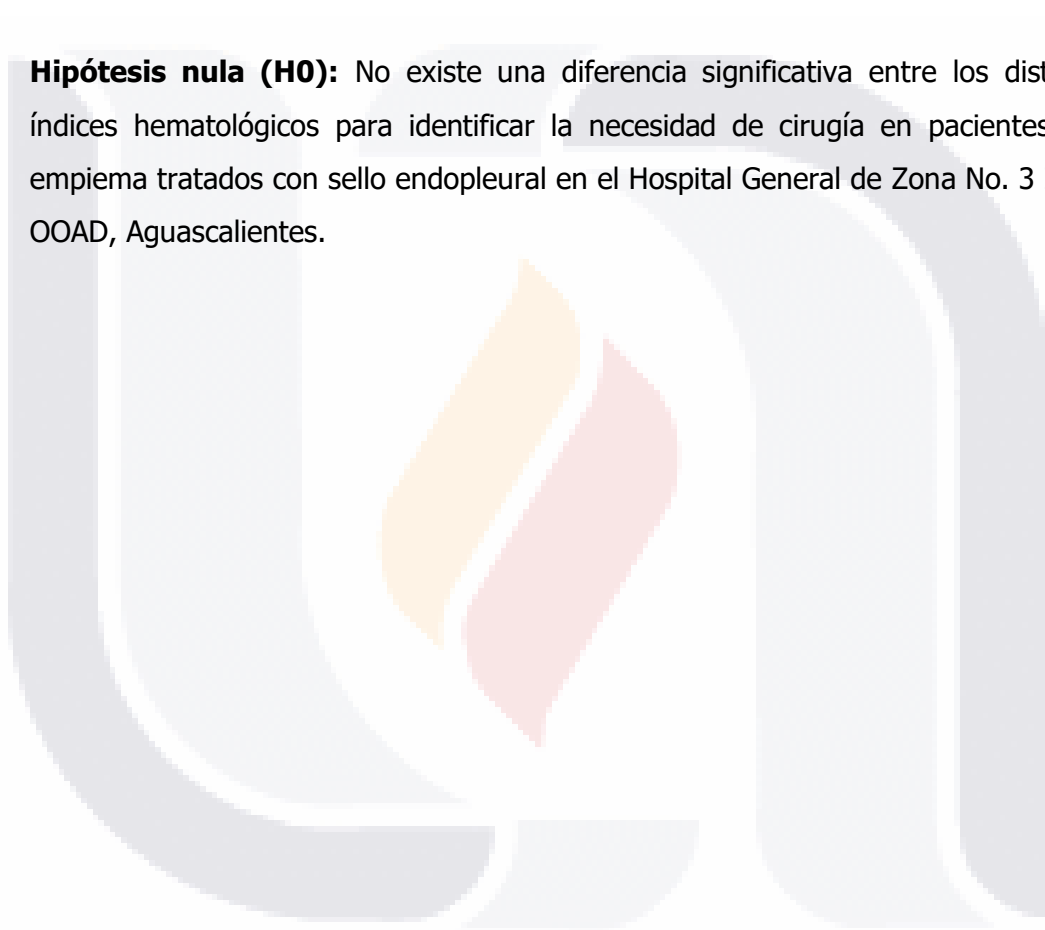 Hipótesis nula (H0): No existe una diferencia significativa entre los dist
índices hematológicos para identificar la necesidad de cirugía en pacientes
empiema tratados con sello endopleural en el Hospital General de Zona No. 3
OOAD, Aguascalientes.